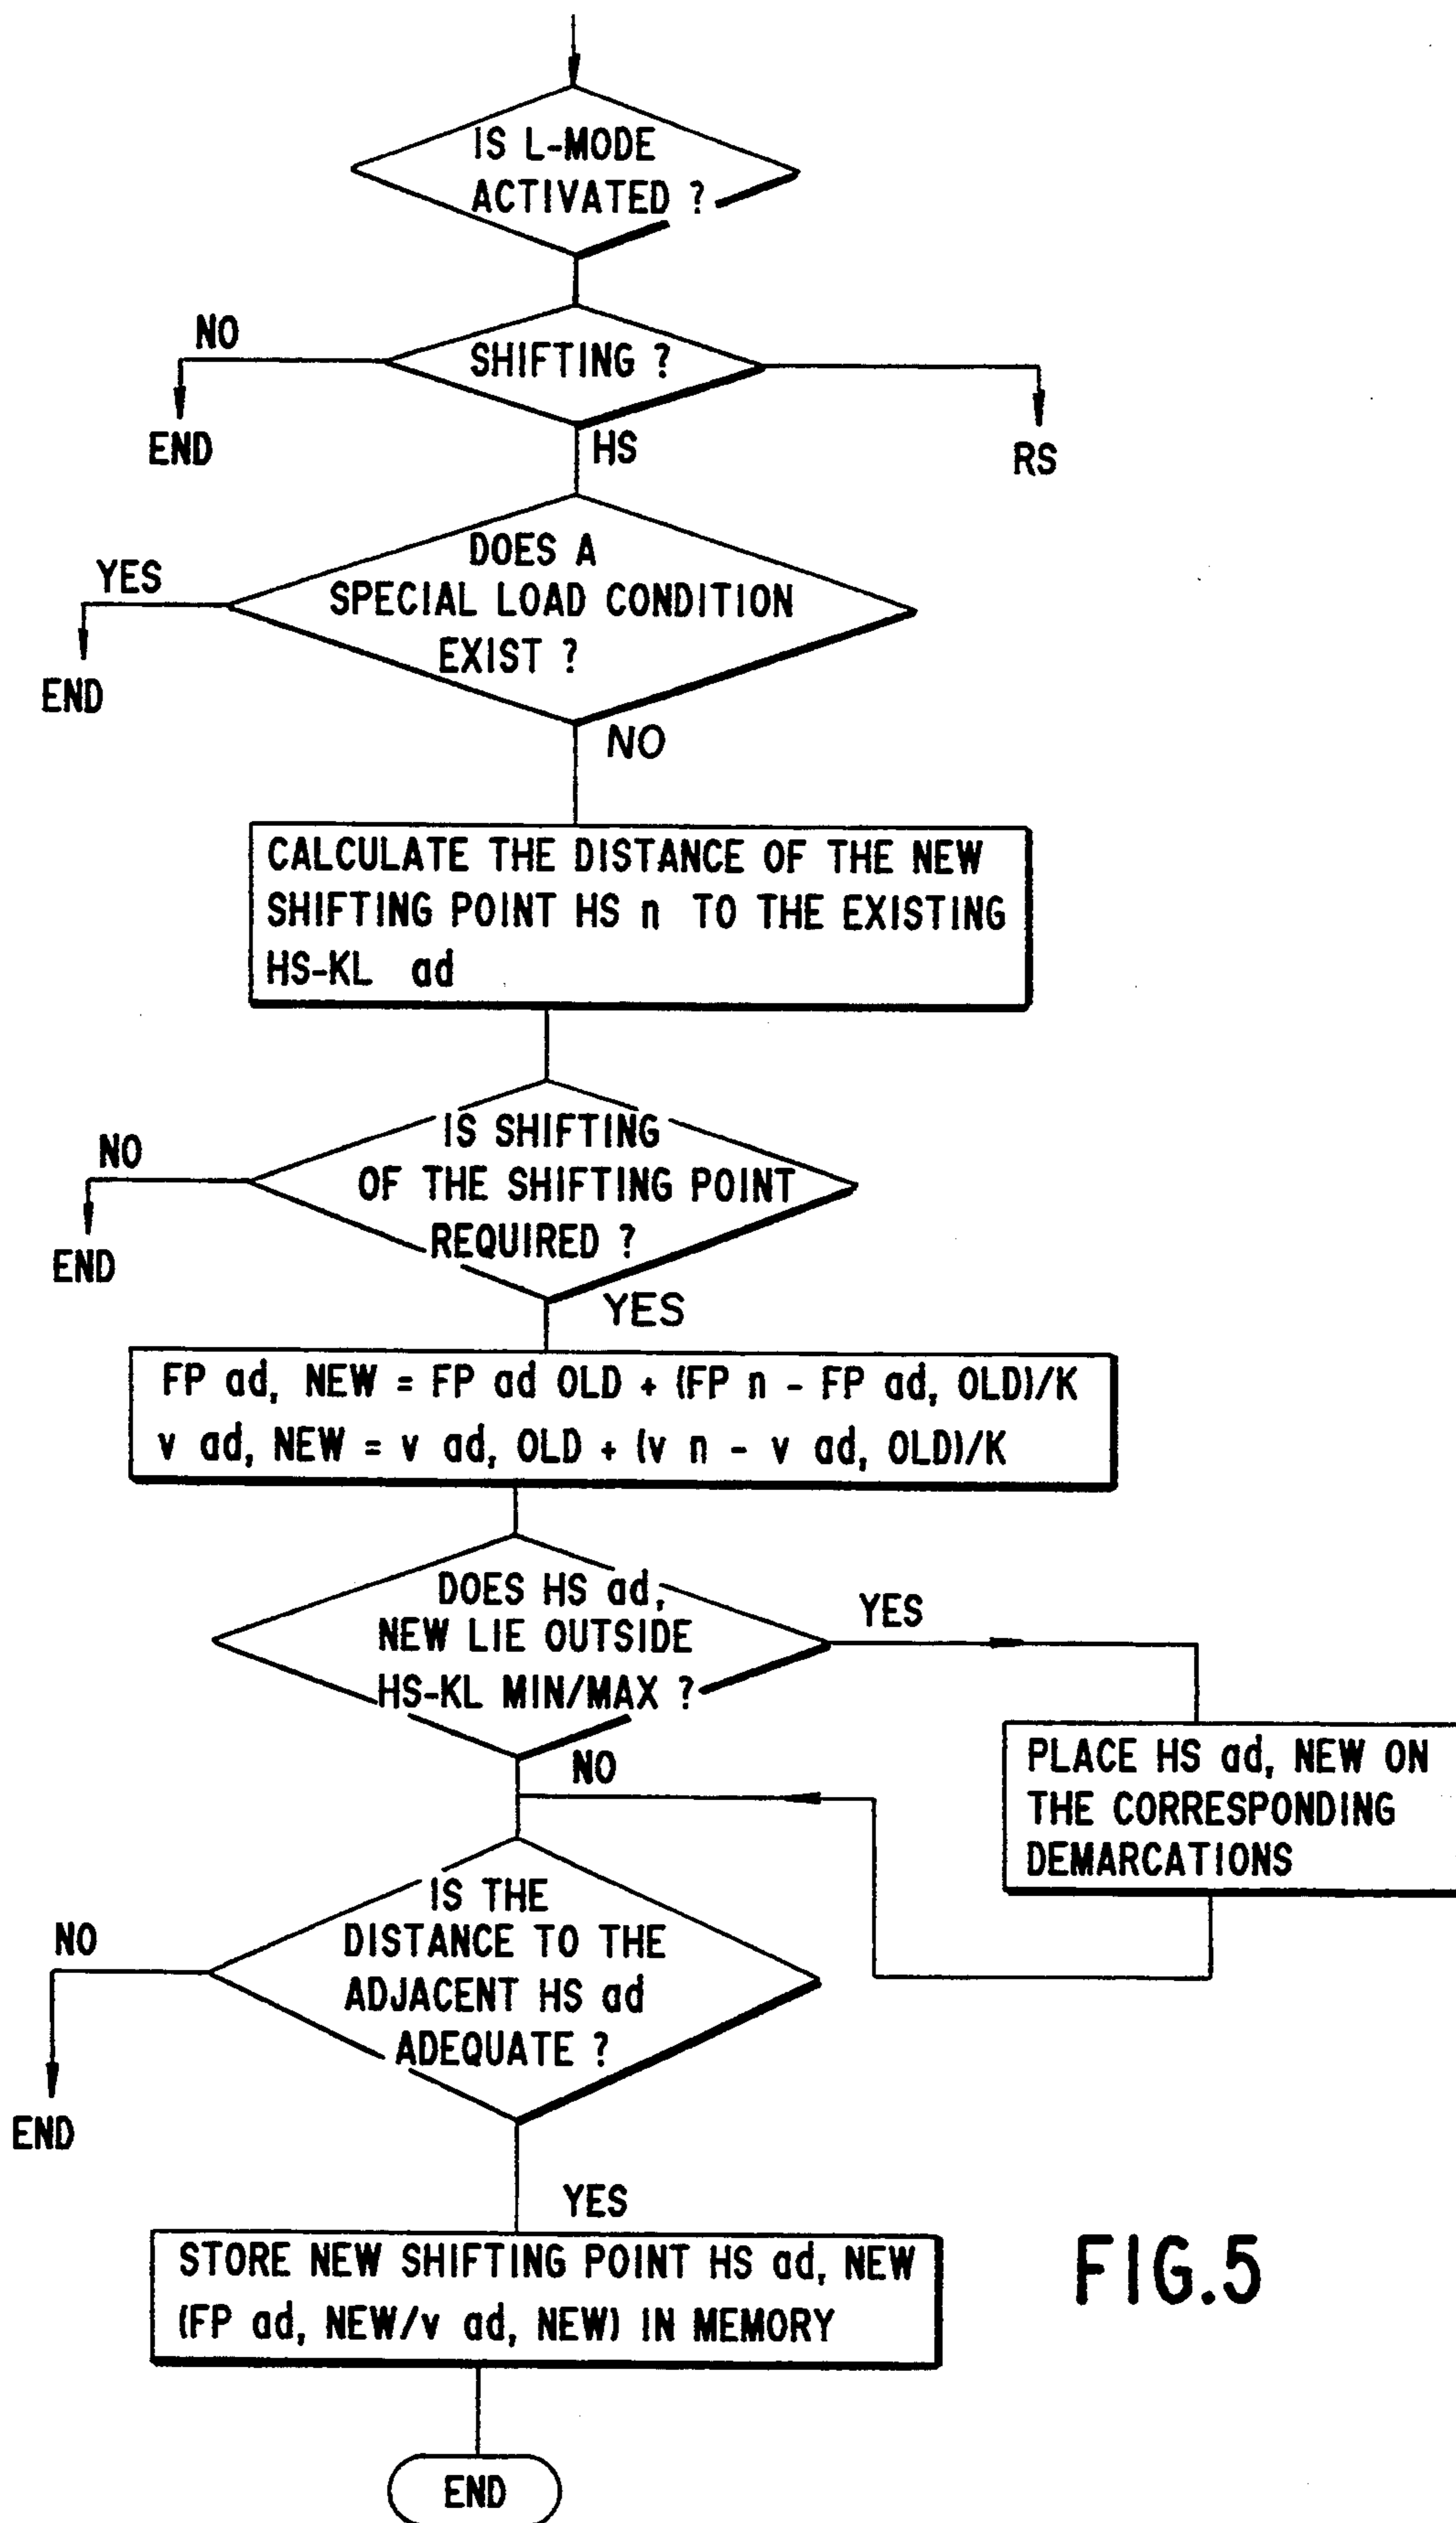 IS L-MODE
ACTIVATED ?
NO
SHIFTING ?
END
HS
RS
DOES A
YES
SPECIAL LOAD CONDITION
EXIST ?
END
NO
CALCULATE THE DISTANCE OF THE NEW
SHIFTING POINT HS n TO THE EXISTING
HS-KL ad
IS SHIFTING
NO
OF THE SHIFTING POINT
REQUIRED ?
END
YES
FP ad, NEW = FP ad OLD + (FP n - FP ad, OLD)/K
v ad, NEW = v ad, OLD + (v n - v ad, OLD)/K
DOES HS ad,
YES
NEW LIE OUTSIDE
HS-KL MIN/MAX ?
NO
PLACE HS ad, NEW ON
THE CORRESPONDING
DEMARCATIONS
IS THE
NO
DISTANCE TO THE
ADJACENT HS ad
ADEQUATE ?
END
YES
STORE NEW SHIFTING POINT HS ad, NEW
(FP ad, NEW/v ad, NEW) IN MEMORY
FIG.5
END